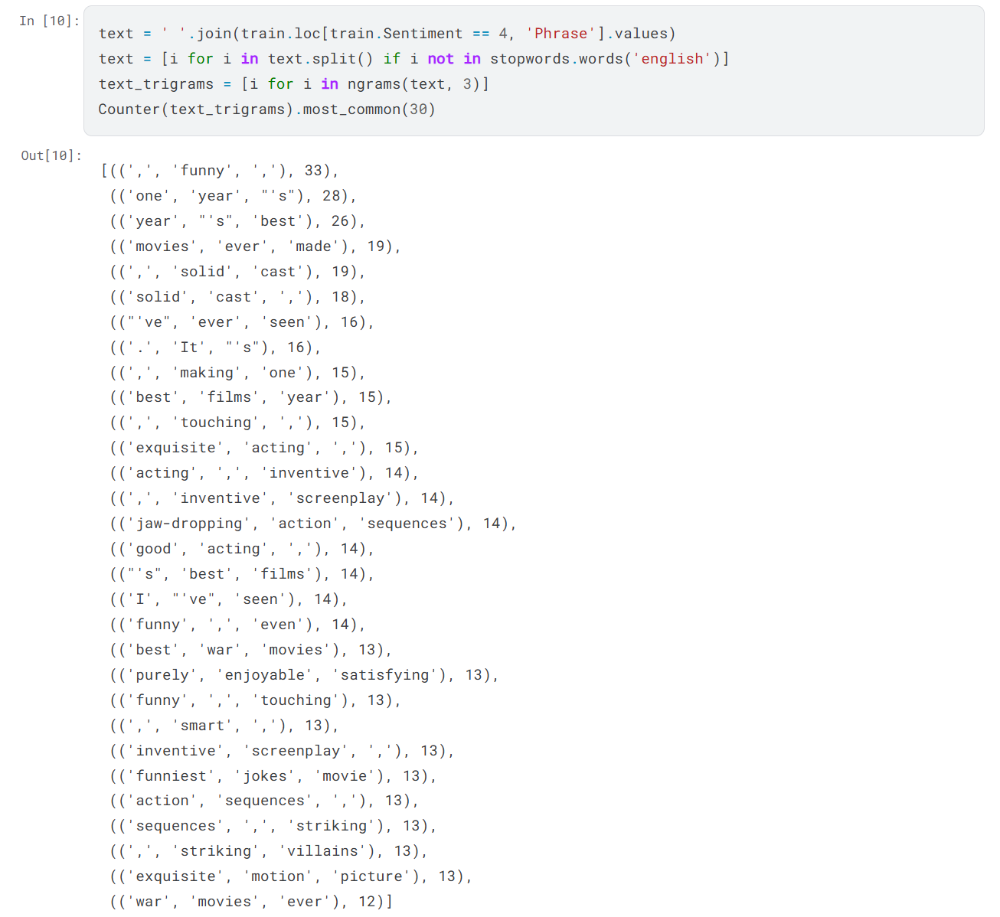 In [10]:
text = ' '.join(train.loc[train.Sentiment == 4, 'Phrase'].values)
text = [i for i in text.split() if i not in stopwords.words('english')]
text_trigrams = [i for i in ngrams(text, 3)]
Counter(text_trigrams).most_common(30)
Out[10]:
[((',', 'funny', ','), 33),
(('one', 'year', "'s"), 28),
(('year', "'s", 'best'), 26),
(('movies', 'ever', 'made'), 19),
((',', 'solid', 'cast'), 19),
(('solid', 'cast', ','), 18),
(("'ve", 'ever', 'seen'), 16),
(('.', 'It', "'s"), 16),
((',', 'making', 'one'), 15),
(('best', 'films', 'year'), 15),
((',', 'touching', ','), 15),
(('exquisite', 'acting', ','), 15),
(('acting', ',', 'inventive'), 14),
((',', 'inventive', 'screenplay'), 14),
(('jaw-dropping', 'action', 'sequences'), 14),
(('good', 'acting', ','), 14),
(("'s", 'best', 'films'), 14),
(('I', "'ve", 'seen'), 14),
(('funny', ',', 'even'), 14),
(('best', 'war', 'movies'), 13),
(('purely', 'enjoyable', 'satisfying'), 13),
(('funny', ',', 'touching'), 13),
((',', 'smart', ','), 13),
(('inventive', 'screenplay', ','), 13),
(('funniest', 'jokes', 'movie'), 13),
(('action', 'sequences', ','), 13),
(('sequences', ',', 'striking'), 13),
((',', 'striking', 'villains'), 13),
(('exquisite', 'motion', 'picture'), 13),
(('war', 'movies', 'ever'), 12)]